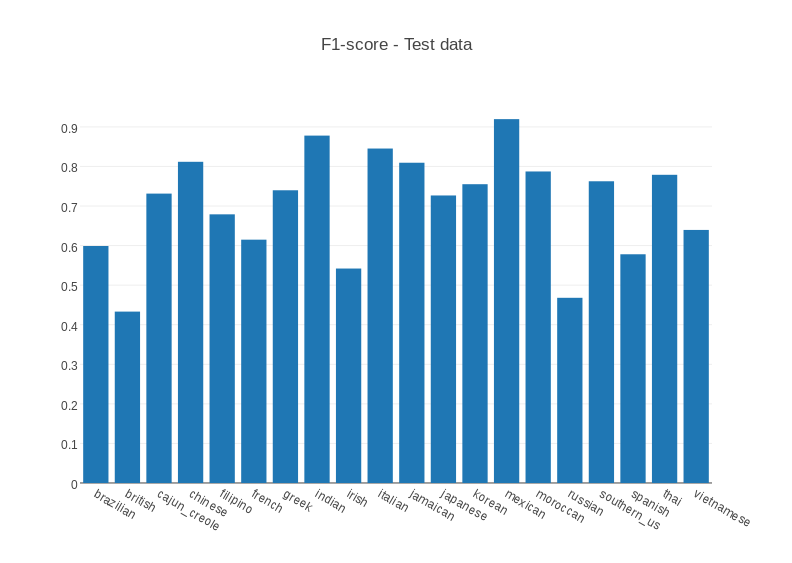 F1-score - Test data
0.9
0.8
0.7
0.6
0.5
0.4
0.3
0.2
0.1
0
brazilian
british
cajun_creole
chinese
filipino
french
greek
indian
irish
italian
jamaican
japanese
korean
mexican
moroccan
russian
southern_us
spanish
thai
vietnamese